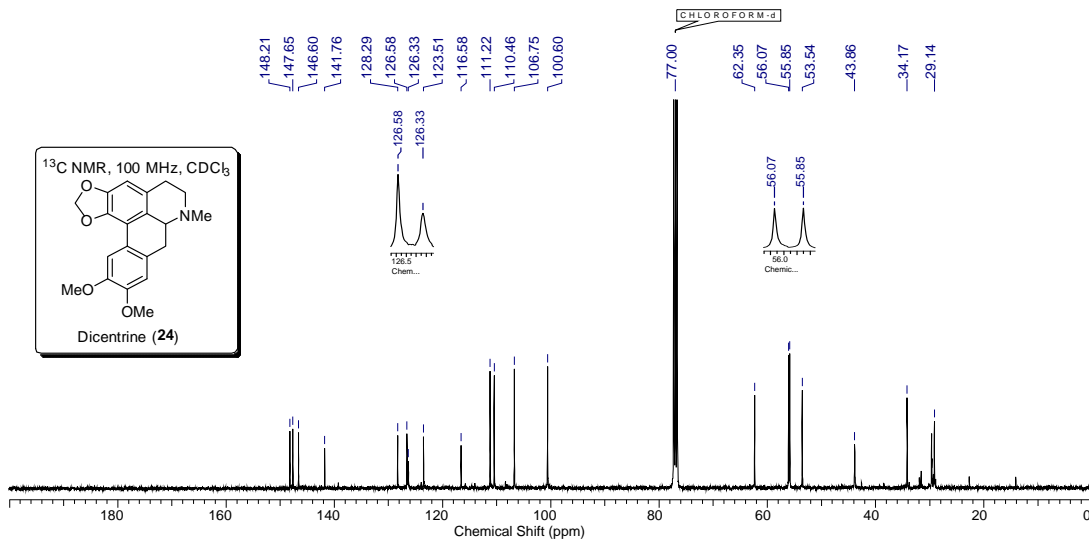 CHLOROFORM-d
148.21
147.65
146.60
141.76
128.29
126.58
126.33
123.51
116.58
111.22
110.46
106.75
100.60
77.00
62.35
56.07
55.85
53.54
43.86
34.17
29.14
126.58
126.33
126.5
Chem...
56.07
55.85
56.0
Chemic...
¹³C NMR, 100 MHz, CDCl₃
O
O
NMe
MeO
OMe
Dicentrine (24)
180 160 140 120 100 80 60 40 20 0
Chemical Shift (ppm)